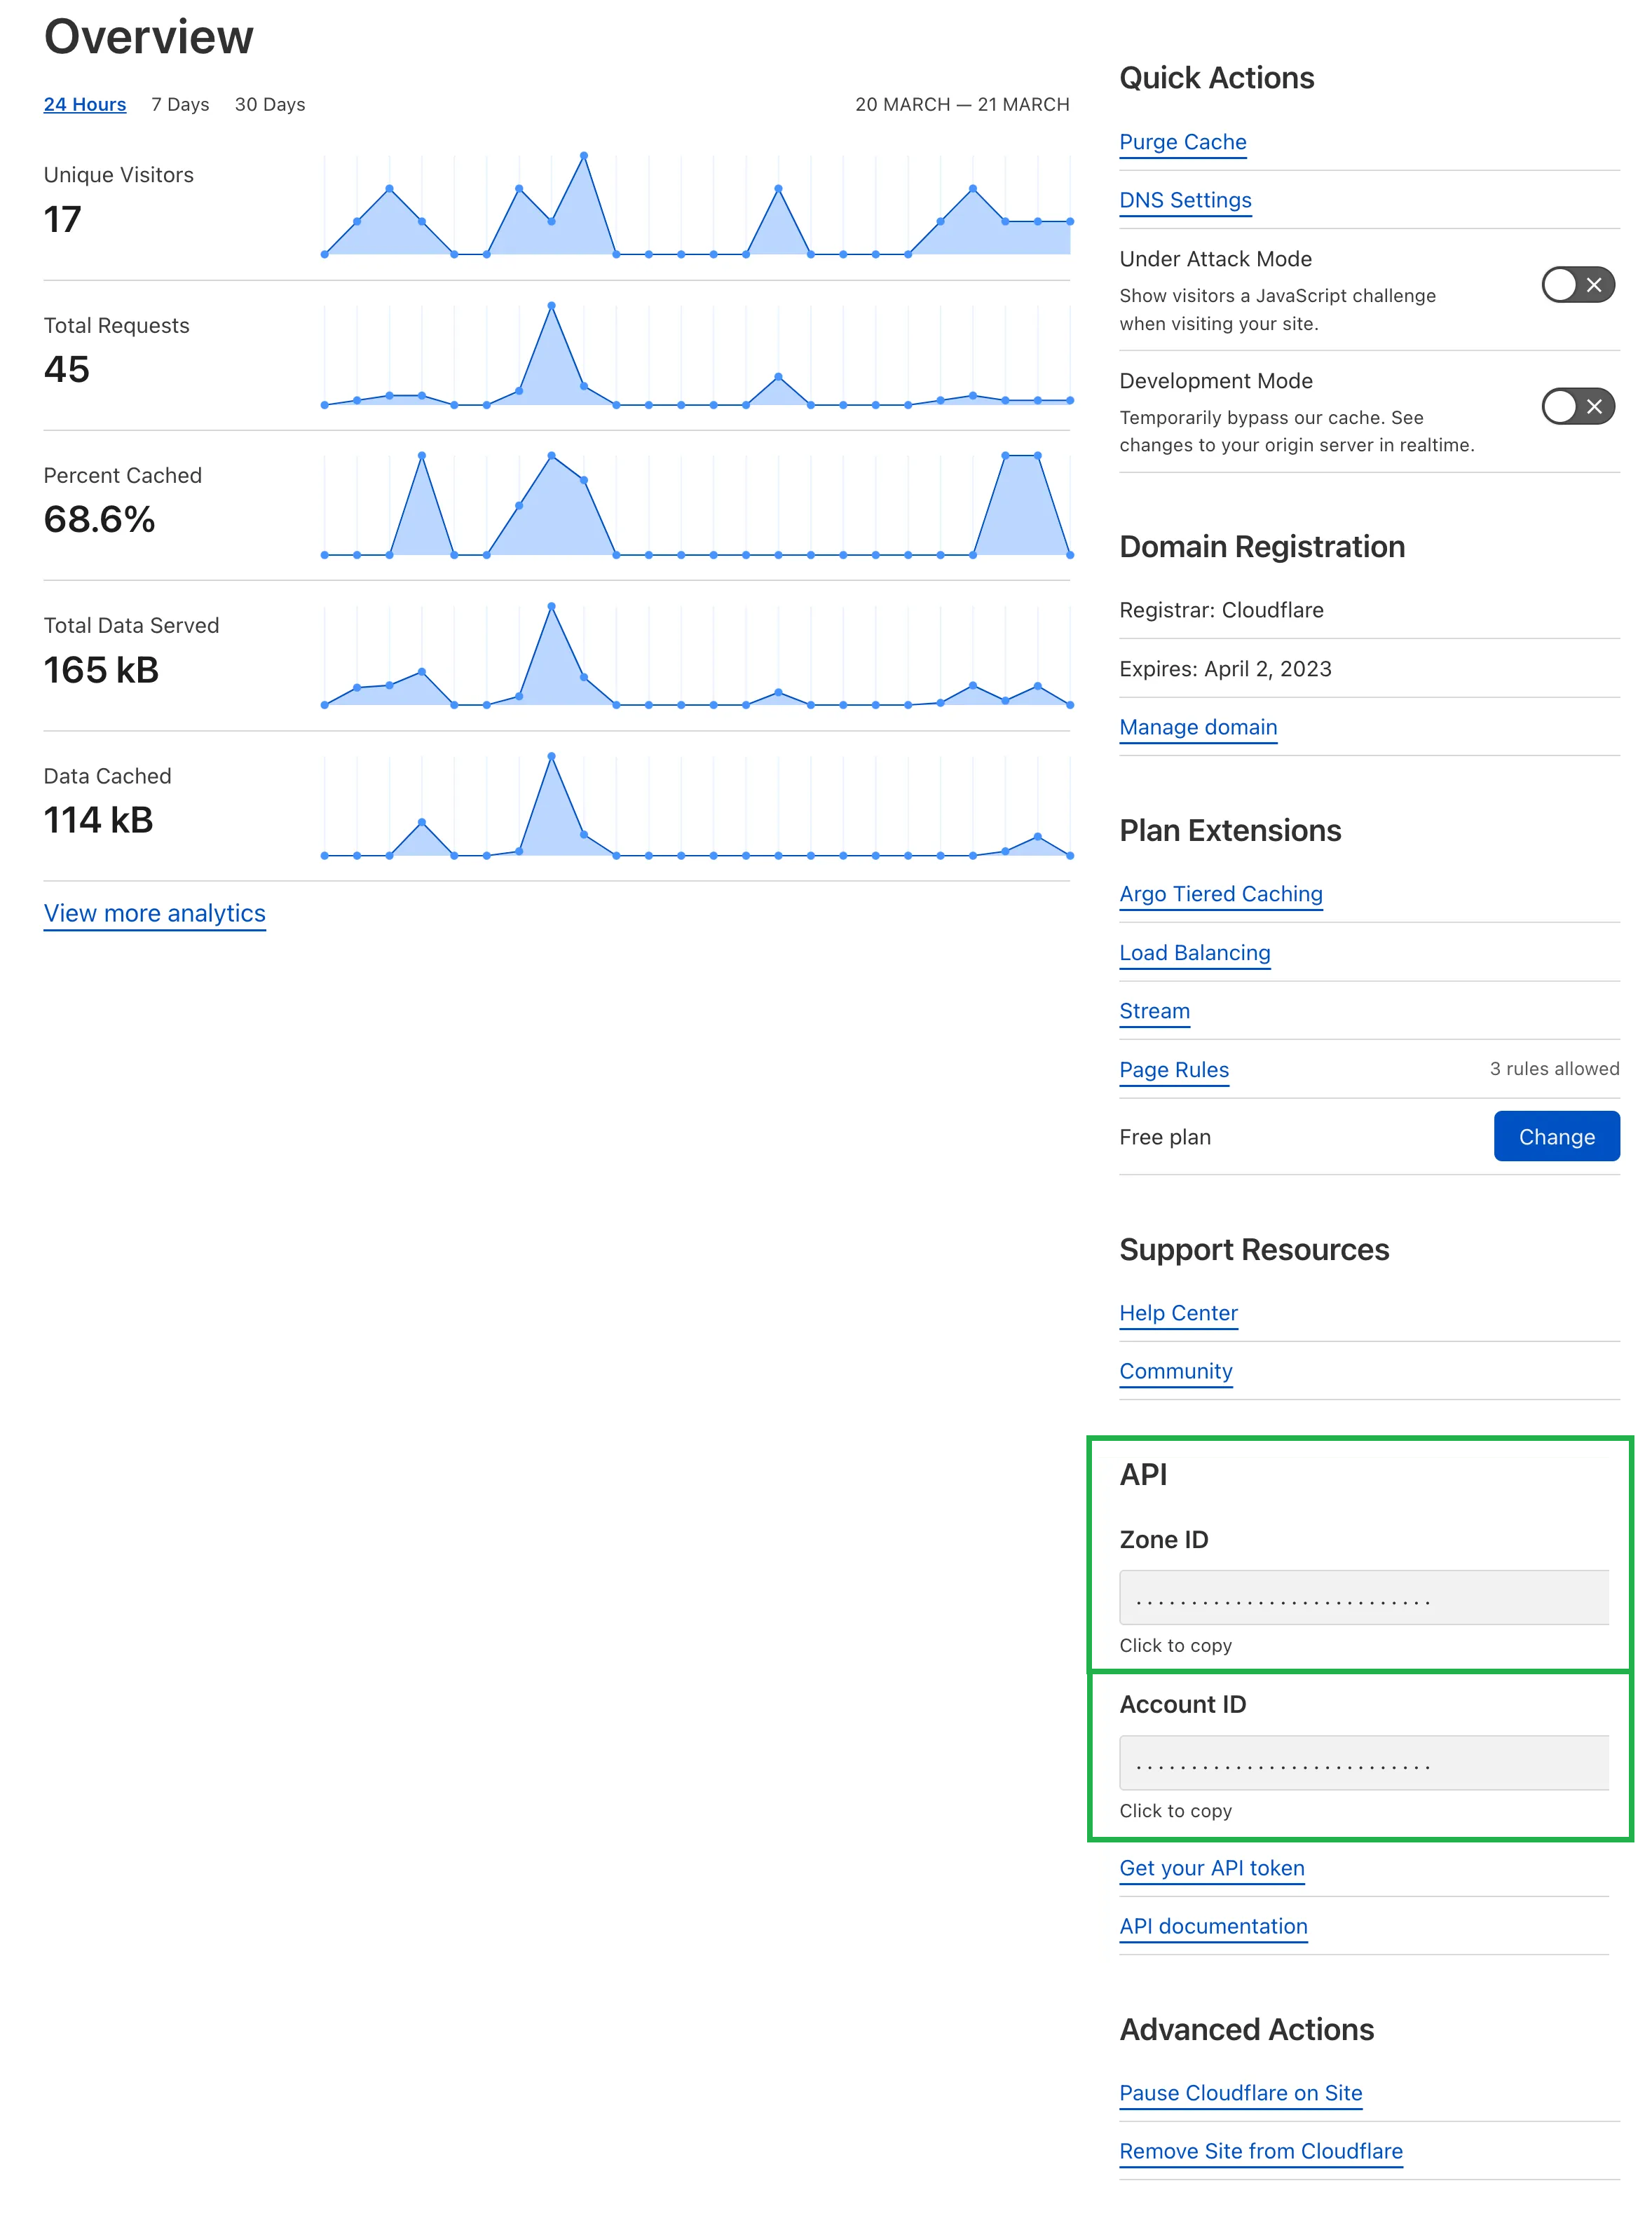 Overview
24 Hours 7 Days 30 Days 20 MARCH — 21 MARCH
Unique Visitors
17
Total Requests
45
Percent Cached
68.6%
Total Data Served
165 kB
Data Cached
114 kB
View more analytics
Quick Actions
Purge Cache
DNS Settings
Under Attack Mode
Show visitors a JavaScript challenge
when visiting your site.
Development Mode
Temporarily bypass our cache. See
changes to your origin server in realtime.
Domain Registration
Registrar: Cloudflare
Expires: April 2, 2023
Manage domain
Plan Extensions
Argo Tiered Caching
Load Balancing
Stream
Page Rules 3 rules allowed
Free plan Change
Support Resources
Help Center
Community
API
Zone ID
...........................
Click to copy
Account ID
...........................
Click to copy
Get your API token
API documentation
Advanced Actions
Pause Cloudflare on Site
Remove Site from Cloudflare